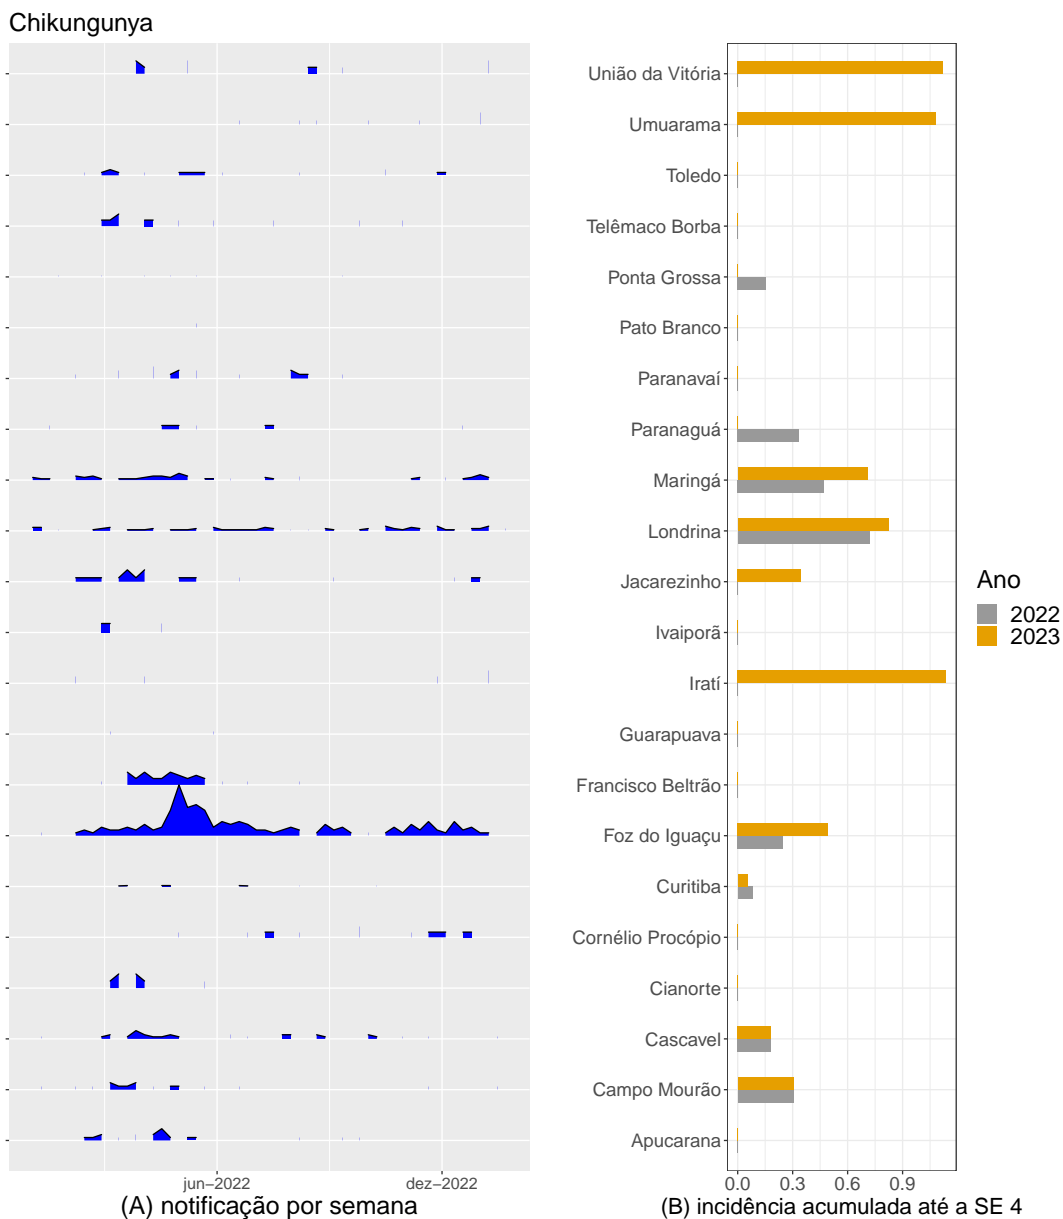 Chikungunya
União da Vitória
Umuarama
Toledo
Telêmaco Borba
Ponta Grossa
Pato Branco
Paranavaí
Paranaguá
Maringá
Londrina
Jacarezinho
Ivaiporã
Iratí
Guarapuava
Francisco Beltrão
Foz do Iguaçu
Curitiba
Cornélio Procópio
Cianorte
Cascavel
Campo Mourão
Apucarana
jun−2022 dez−2022
(A) notificação por semana
0.0 0.3 0.6 0.9
(B) incidência acumulada até a SE 4
Ano
2022
2023